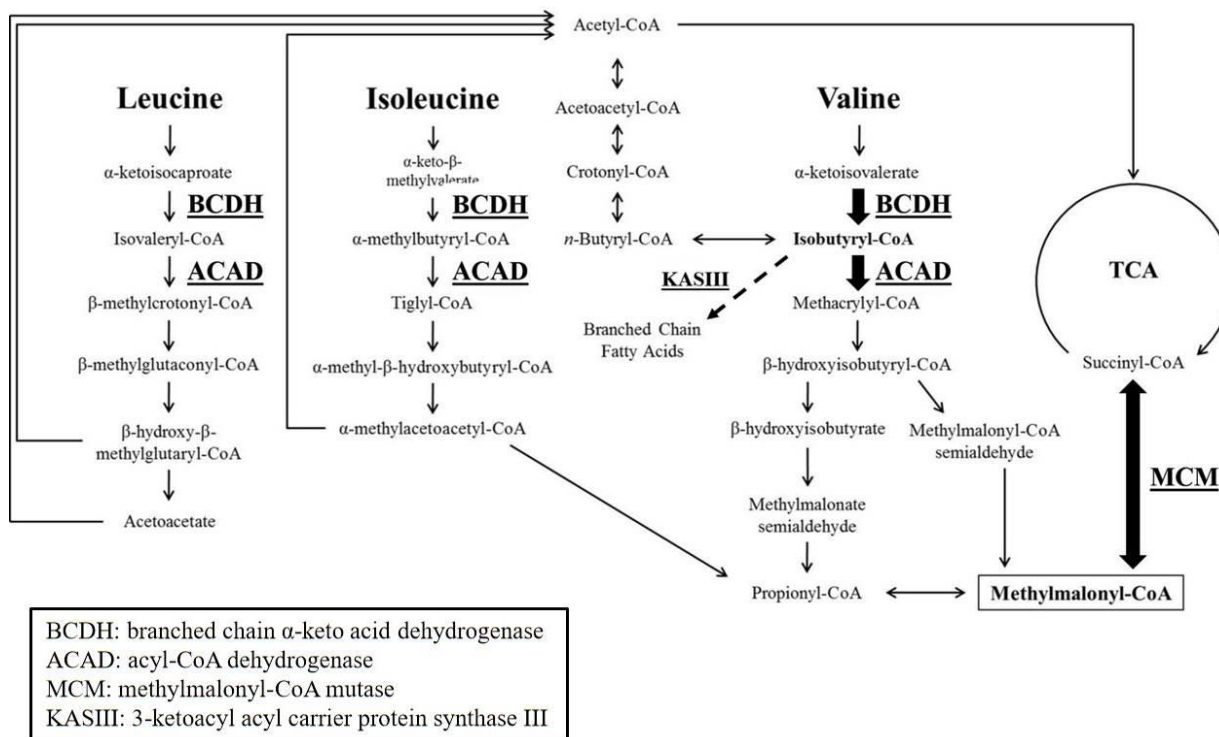 Acetyl-CoA
Leucine
Isoleucine
Valine
Acetoacetyl-CoA
α-ketoisocaproate
α-keto-β-
methylvalerate
Crotonyl-CoA
α-ketoisovalerate
BCDH
BCDH
BCDH
Isovaleryl-CoA
α-methylbutyryl-CoA
n-Butyryl-CoA
Isobutyryl-CoA
ACAD
ACAD
KASIII
ACAD
TCA
β-methylcrotonyl-CoA
Tiglyl-CoA
Methacrylyl-CoA
Branched Chain
Fatty Acids
β-methylglutaconyl-CoA
α-methyl-β-hydroxybutyryl-CoA
β-hydroxyisobutyryl-CoA
Succinyl-CoA
β-hydroxy-β-
methylglutaryl-CoA
α-methylacetoacetyl-CoA
β-hydroxyisobutyrate
Methylmalonyl-CoA
semialdehyde
MCM
Acetoacetate
Methylmalonate
semialdehyde
Propionyl-CoA
Methylmalonyl-CoA
BCDH: branched chain α-keto acid dehydrogenase
ACAD: acyl-CoA dehydrogenase
MCM: methylmalonyl-CoA mutase
KASIII: 3-ketoacyl acyl carrier protein synthase III